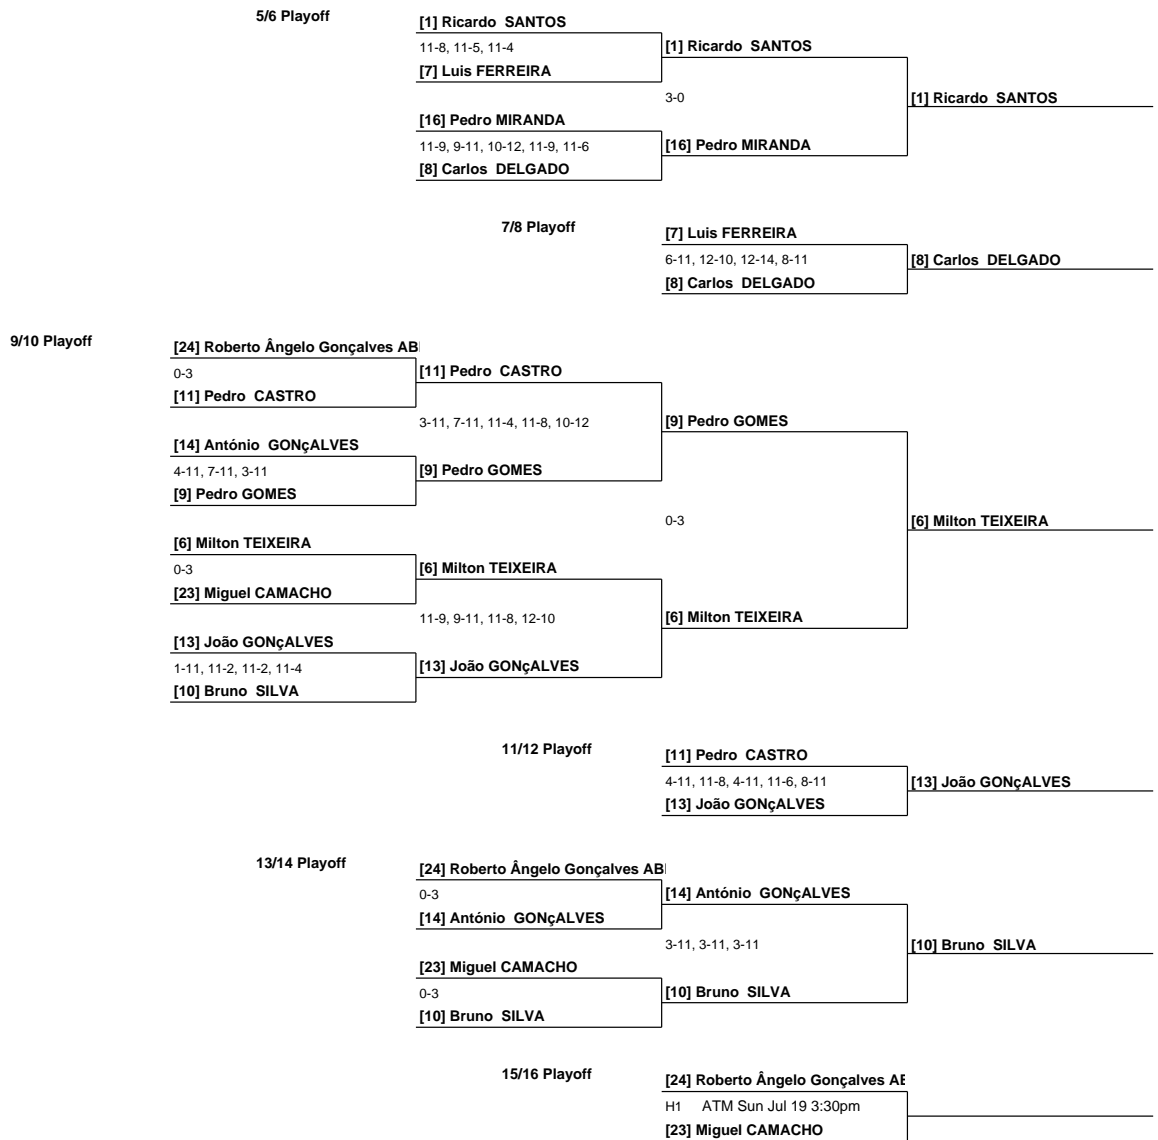 5/6 Playoff
[1] Ricardo SANTOS
11-8, 11-5, 11-4
[1] Ricardo SANTOS
[7] Luis FERREIRA
3-0
[1] Ricardo SANTOS
[16] Pedro MIRANDA
11-9, 9-11, 10-12, 11-9, 11-6
[16] Pedro MIRANDA
[8] Carlos DELGADO
7/8 Playoff
[7] Luis FERREIRA
6-11, 12-10, 12-14, 8-11
[8] Carlos DELGADO
[8] Carlos DELGADO
9/10 Playoff
[24] Roberto Ângelo Gonçalves AB
0-3
[11] Pedro CASTRO
[11] Pedro CASTRO
3-11, 7-11, 11-4, 11-8, 10-12
[9] Pedro GOMES
[14] António GONçALVES
4-11, 7-11, 3-11
[9] Pedro GOMES
[9] Pedro GOMES
0-3
[6] Milton TEIXEIRA
[6] Milton TEIXEIRA
0-3
[6] Milton TEIXEIRA
[23] Miguel CAMACHO
11-9, 9-11, 11-8, 12-10
[6] Milton TEIXEIRA
[13] João GONçALVES
1-11, 11-2, 11-2, 11-4
[13] João GONçALVES
[10] Bruno SILVA
11/12 Playoff
[11] Pedro CASTRO
4-11, 11-8, 4-11, 11-6, 8-11
[13] João GONçALVES
[13] João GONçALVES
13/14 Playoff
[24] Roberto Ângelo Gonçalves AB
0-3
[14] António GONçALVES
[14] António GONçALVES
3-11, 3-11, 3-11
[10] Bruno SILVA
[23] Miguel CAMACHO
0-3
[10] Bruno SILVA
[10] Bruno SILVA
15/16 Playoff
[24] Roberto Ângelo Gonçalves AB
H1 ATM Sun Jul 19 3:30pm
[23] Miguel CAMACHO